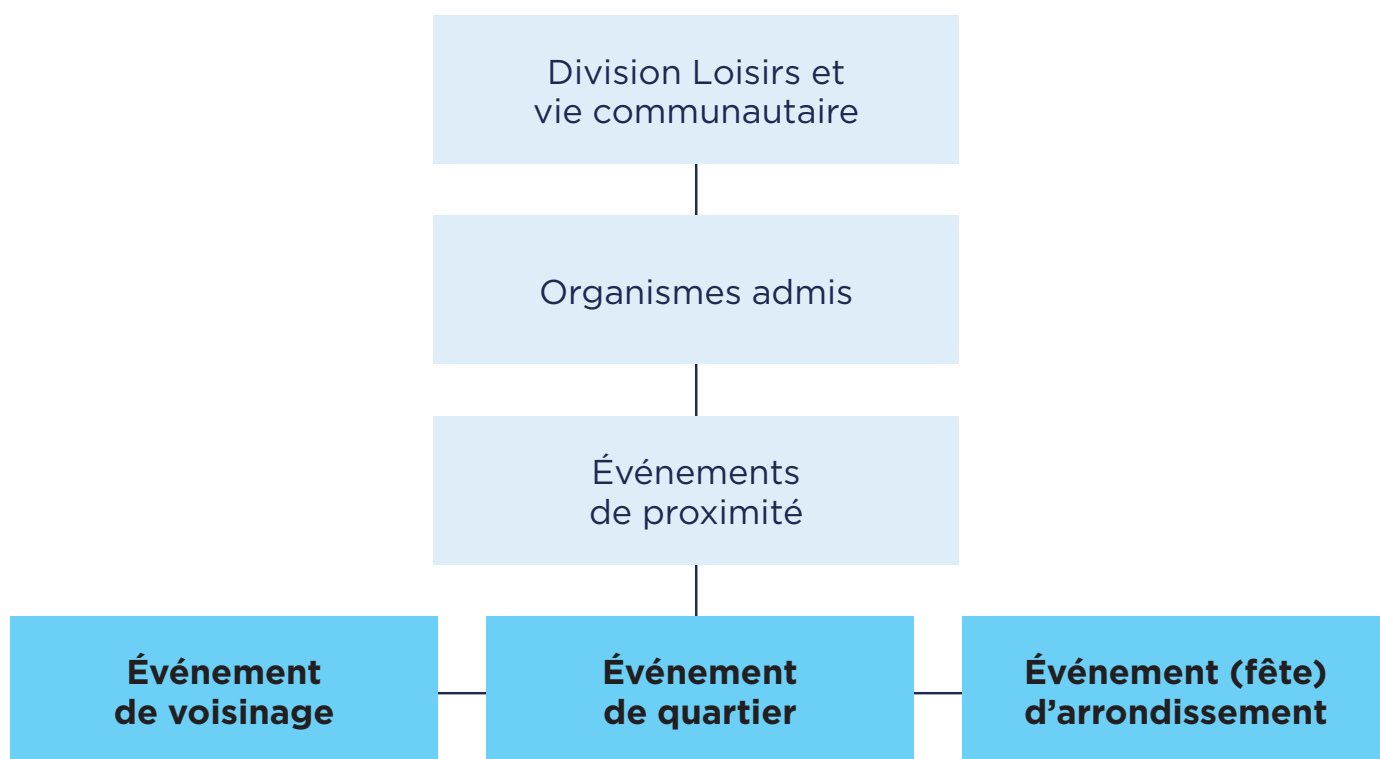 Division Loisirs et
vie communautaire
Organismes admis
Événements
de proximité
Événement
de voisinage
Événement
de quartier
Événement (fête)
d’arrondissement